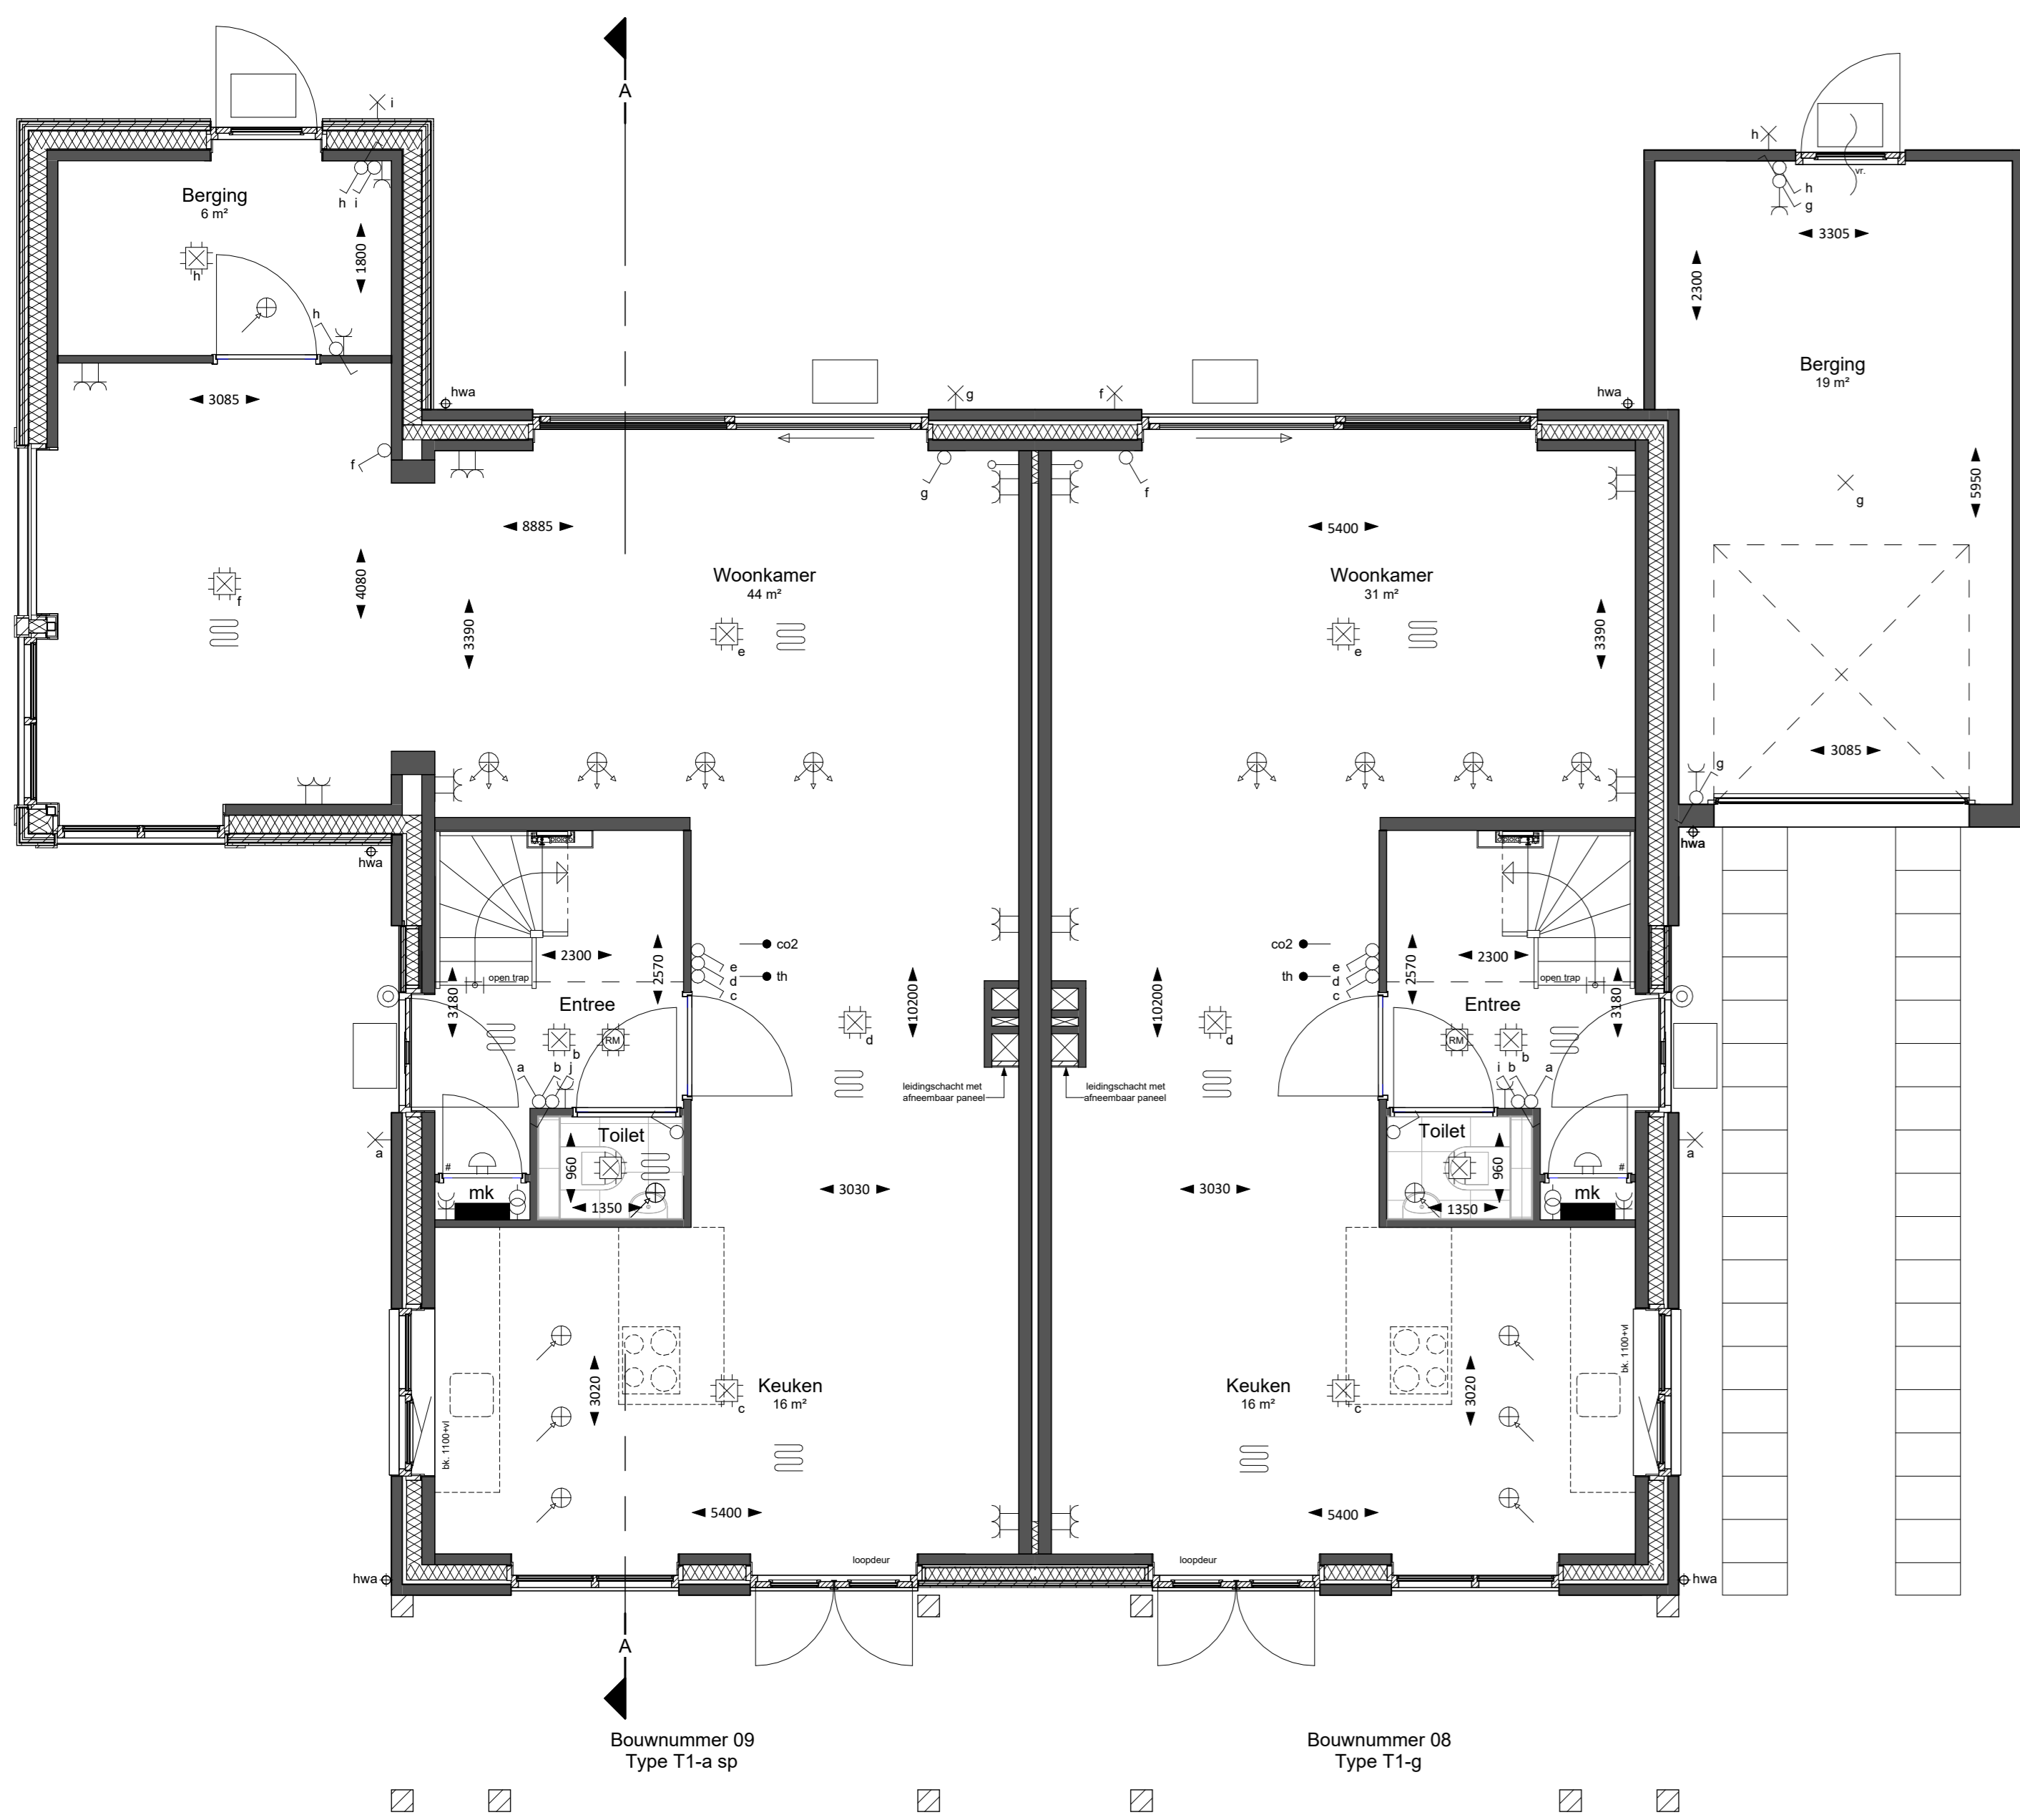 A
i
h
Berging
6 m²
h i
vr.
h
g
3305
1800
h
2300
h
Berging
19 m²
3085
hwa
g
f
hwa
f
g
f
5950
g
8885
5400
Woonkamer
44 m²
Woonkamer
31 m²
4080
f
3390
e
e
3390
3085
g
hwa
hwa
co2
th
e
d
c
co2
th
e
d
c
2300
2570
open trap
3180
Entree
2570
2300
open trap
3180
Entree
10200
10200
d
d
RM
b
a
b
j
RM
b
i
b
a
leidingschacht met
afneembaar paneel
leidingschacht met
afneembaar paneel
a
Toilet
960
1350
#
mk
Toilet
960
1350
#
mk
a
3030
3030
bk. 1100+vl
3020
Keuken
16 m²
c
Keuken
16 m²
c
3020
bk. 1100+vl
5400
5400
loopdeur
loopdeur
hwa
hwa
A
Bouwnummer 09
Type T1-a sp
Bouwnummer 08
Type T1-g